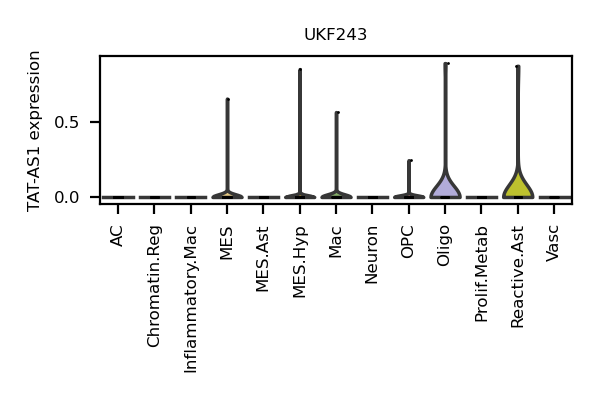 UKF243
TAT-AS1 expression
0.5
0.0
AC
Chromatin.Reg
Inflammatory.Mac
MES
MES.Ast
MES.Hyp
Mac
Neuron
OPC
Oligo
Prolif.Metab
Reactive.Ast
Vasc